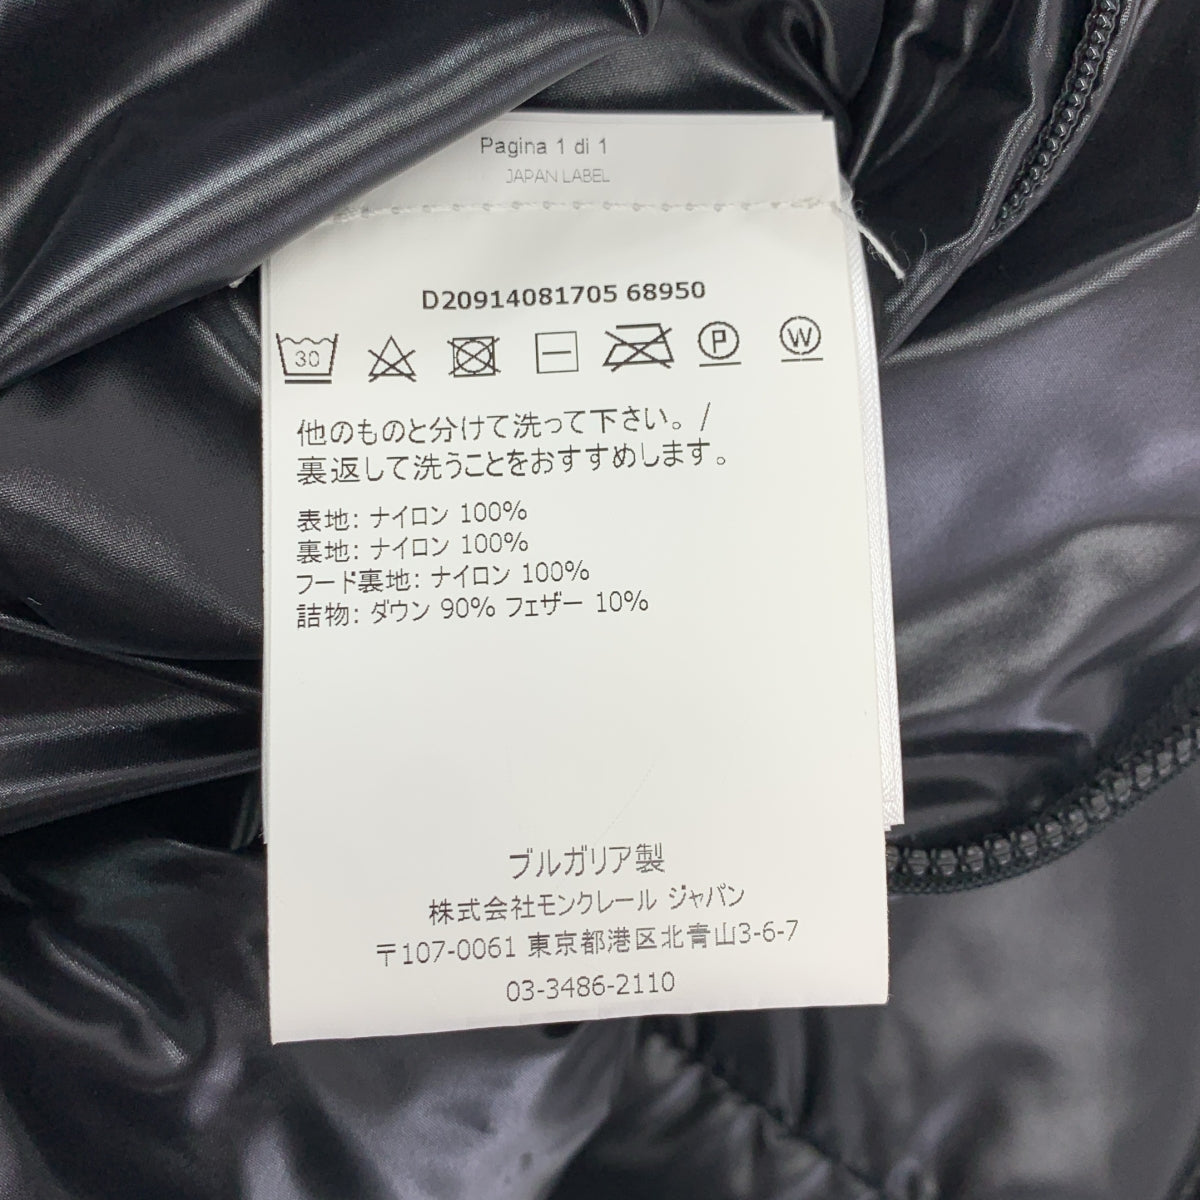 Pagina 1 di 1
JAPAN LABEL
D20914081705 68950
30 P W
他のものと分けて洗って下さい。/
裏返して洗うことをおすすめします。
表地: ナイロン 100%
裏地: ナイロン 100%
フード裏地: ナイロン 100%
詰物: ダウン 90% フェザー 10%
ブルガリア製
株式会社モンクレール ジャパン
〒107-0061 東京都港区北青山3-6-7
03-3486-2110